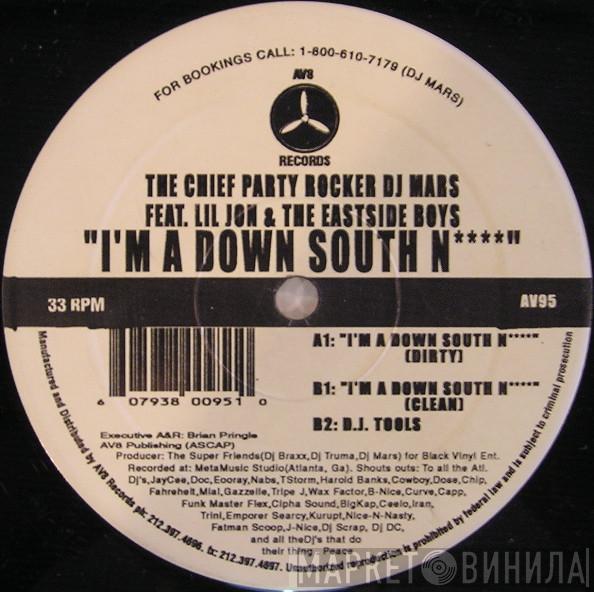 FOR BOOKINGS CALL: 1-800-610-7179 (DJ MARS)
AV8
RECORDS
THE CHIEF PARTY ROCKER DJ MARS
FEAT. LIL JON & THE EASTSIDE BOYS
"I'M A DOWN SOUTH N****"
33 RPM
AV95
A1: "I'M A DOWN SOUTH N****"
(DIRTY)
B1: "I'M A DOWN SOUTH N****"
(CLEAN)
B2: D.J. TOOLS
6 07938 00951 0
Executive A&R: Brian Pringle
AV8 Publishing (ASCAP)
Producer: The Super Friends(Dj Braxx,Dj Truma,Dj Mars) for Black Vinyl Ent.
Recorded at: MetaMusic Studio(Atlanta, Ga). Shouts outs: To all the Atl.
Dj's,JayCee,Doc,Eooray,Nabs,TStorm,Harold Banks,Cowboy,Dose,Chip,
Fahrenheit,Mial,Gazzelle,Tripe J,Wax Factor,B-Nice,Curve,Capp,
Funk Master Flex,Cipha Sound,BigKap,Ceelo,Iran,
Trini,Emporer Searcy,Kurupt,Nice-N-Nasty,
Fatman Scoop,J-Nice,Dj Scrap, Dj DC,
and all theDj's that do
their thing. Peace
Manufactured and Distributed by AV8 Records ph: 212.397.4696. fx: 212.397.4697. Unauthorized reproduction is prohibited by federal law and is subject to criminal prosecution
МАРКЕТ ВИНИЛА